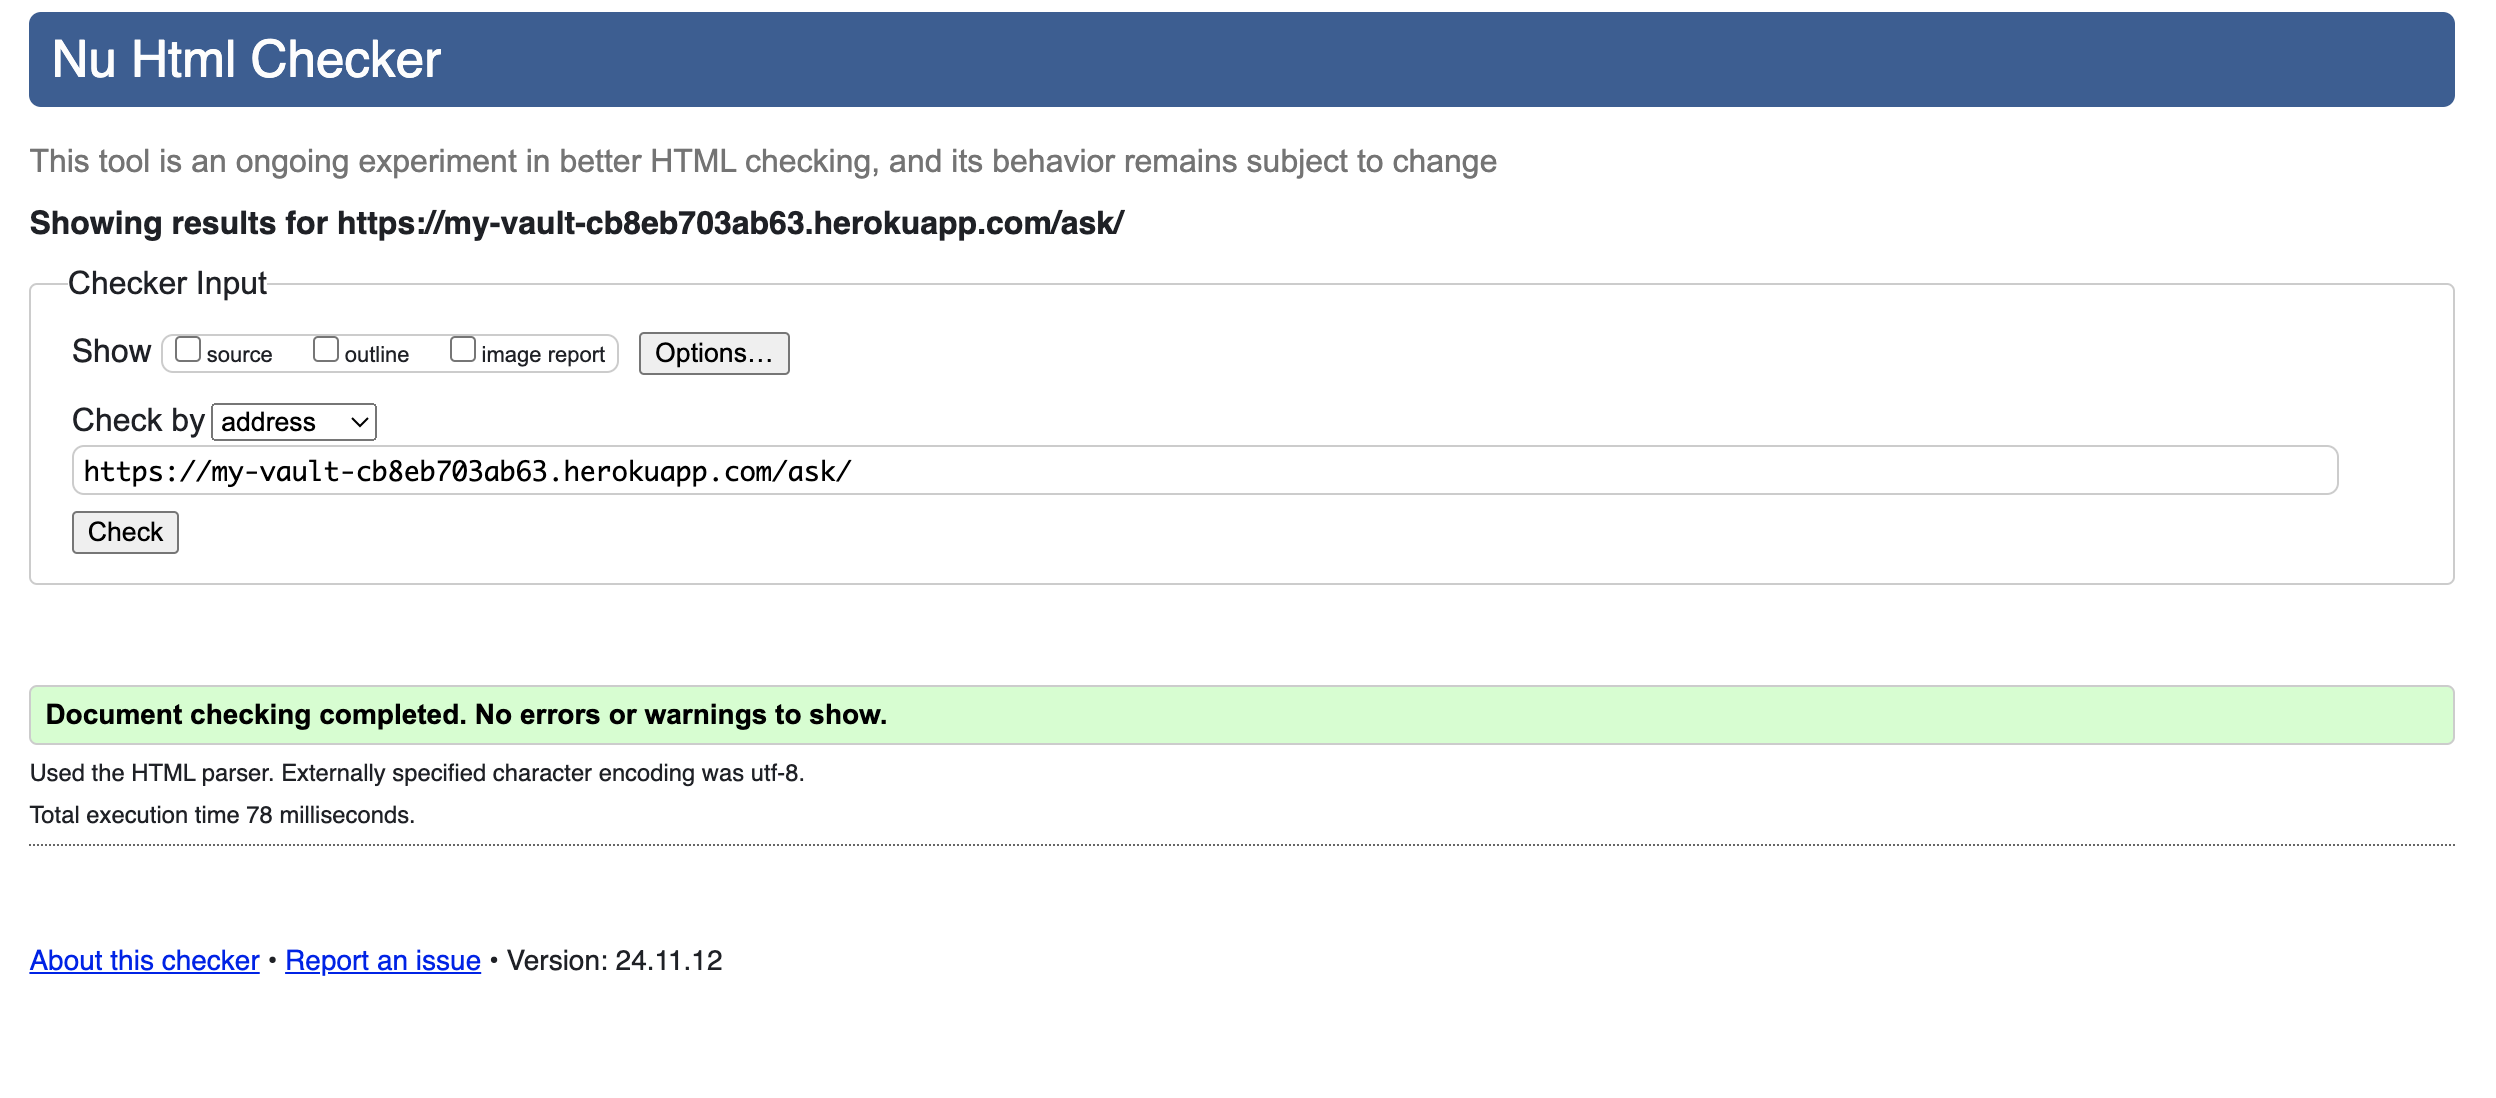 Nu Html Checker
This tool is an ongoing experiment in better HTML checking, and its behavior remains subject to change
Showing results for https://my-vault-cb8eb703ab63.herokuapp.com/ask/
Checker Input
Show source outline image report Options...
Check by address
https://my-vault-cb8eb703ab63.herokuapp.com/ask/
Check
Document checking completed. No errors or warnings to show.
Used the HTML parser. Externally specified character encoding was utf-8.
Total execution time 78 milliseconds.
About this checker • Report an issue • Version: 24.11.12